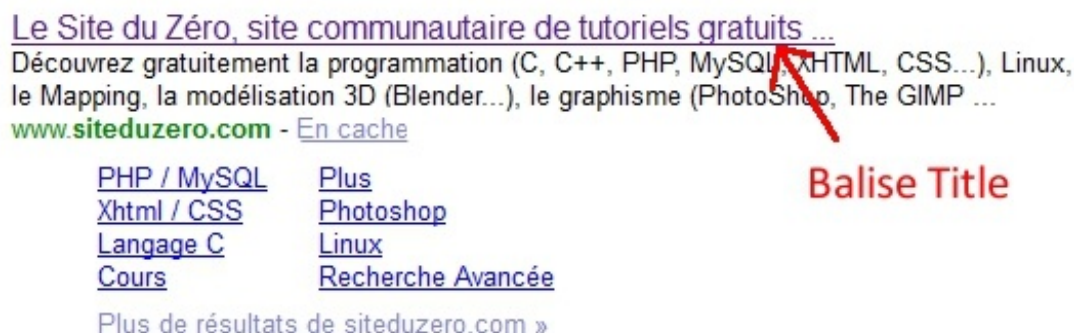 Le Site du Zéro, site communautaire de tutoriels gratuits ...
Découvrez gratuitement la programmation (C, C++, PHP, MySQL, XHTML, CSS...), Linux,
le Mapping, la modélisation 3D (Blender...), le graphisme (PhotoShop, The GIMP ...
www.siteduzero.com - En cache
Balise Title
PHP / MySQL Plus
Xhtml / CSS Photoshop
Langage C Linux
Cours Recherche Avancée
Plus de résultats de siteduzero.com »